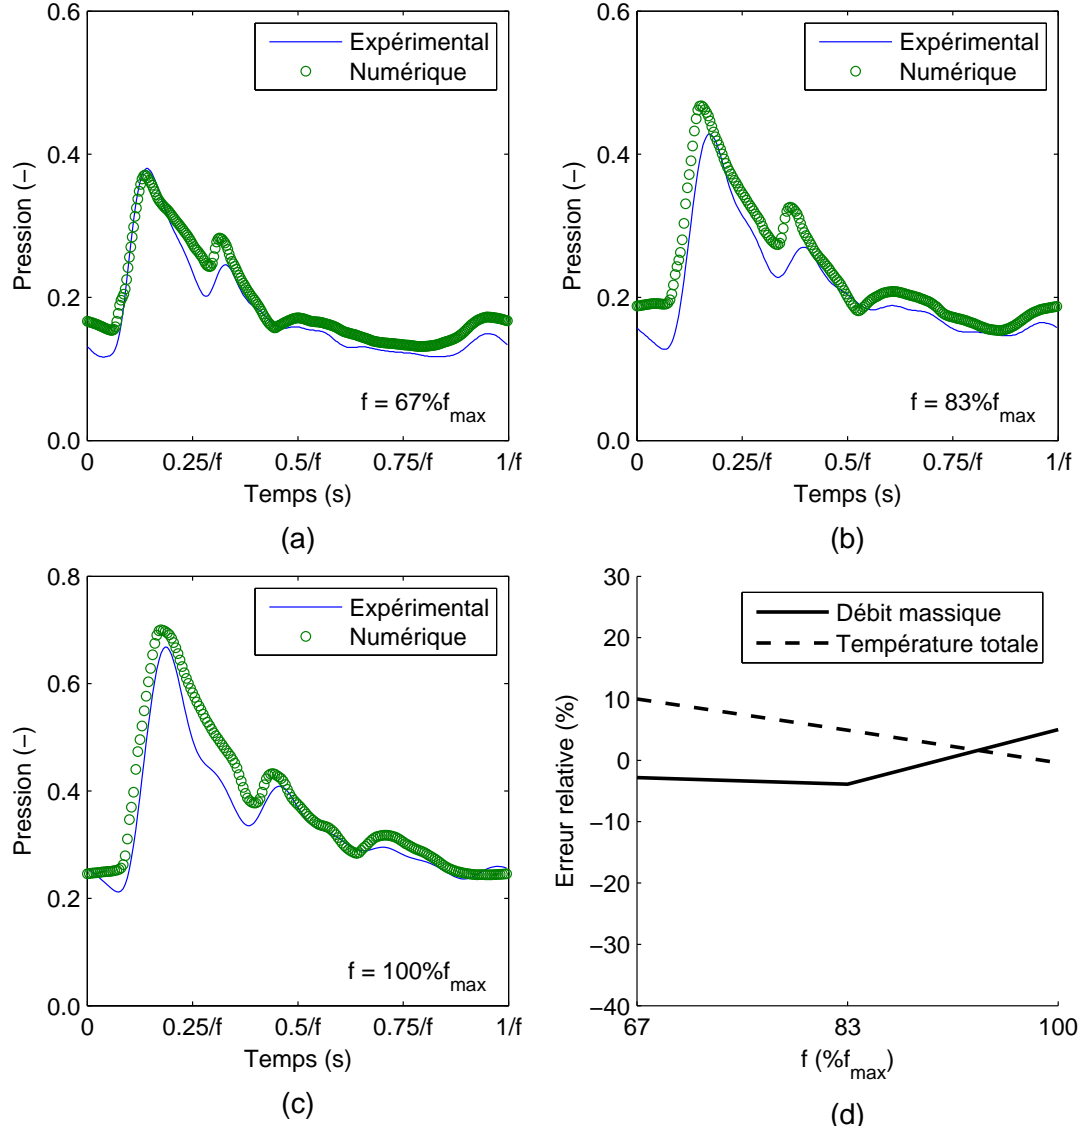 0.6
0.4
0.2
0.0
Pression (−)
Expérimental
Numérique
f = 67%fmax
0 0.25/f 0.5/f 0.75/f 1/f
Temps (s)
(a)
0.6
0.4
0.2
0.0
Pression (−)
Expérimental
Numérique
f = 83%fmax
0 0.25/f 0.5/f 0.75/f 1/f
Temps (s)
(b)
0.8
0.6
0.4
0.2
0.0
Pression (−)
Expérimental
Numérique
f = 100%fmax
0 0.25/f 0.5/f 0.75/f 1/f
Temps (s)
(c)
30
20
10
0
−10
−20
−30
−40
Erreur relative (%)
Débit massique
Température totale
67 83 100
f (%fmax)
(d)